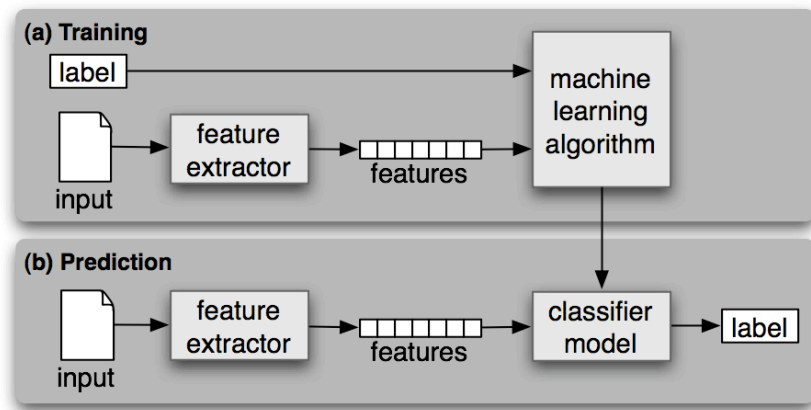 (a) Training
label
machine
learning
algorithm
feature
extractor
features
input
(b) Prediction
feature
extractor
features
classifier
model
label
input